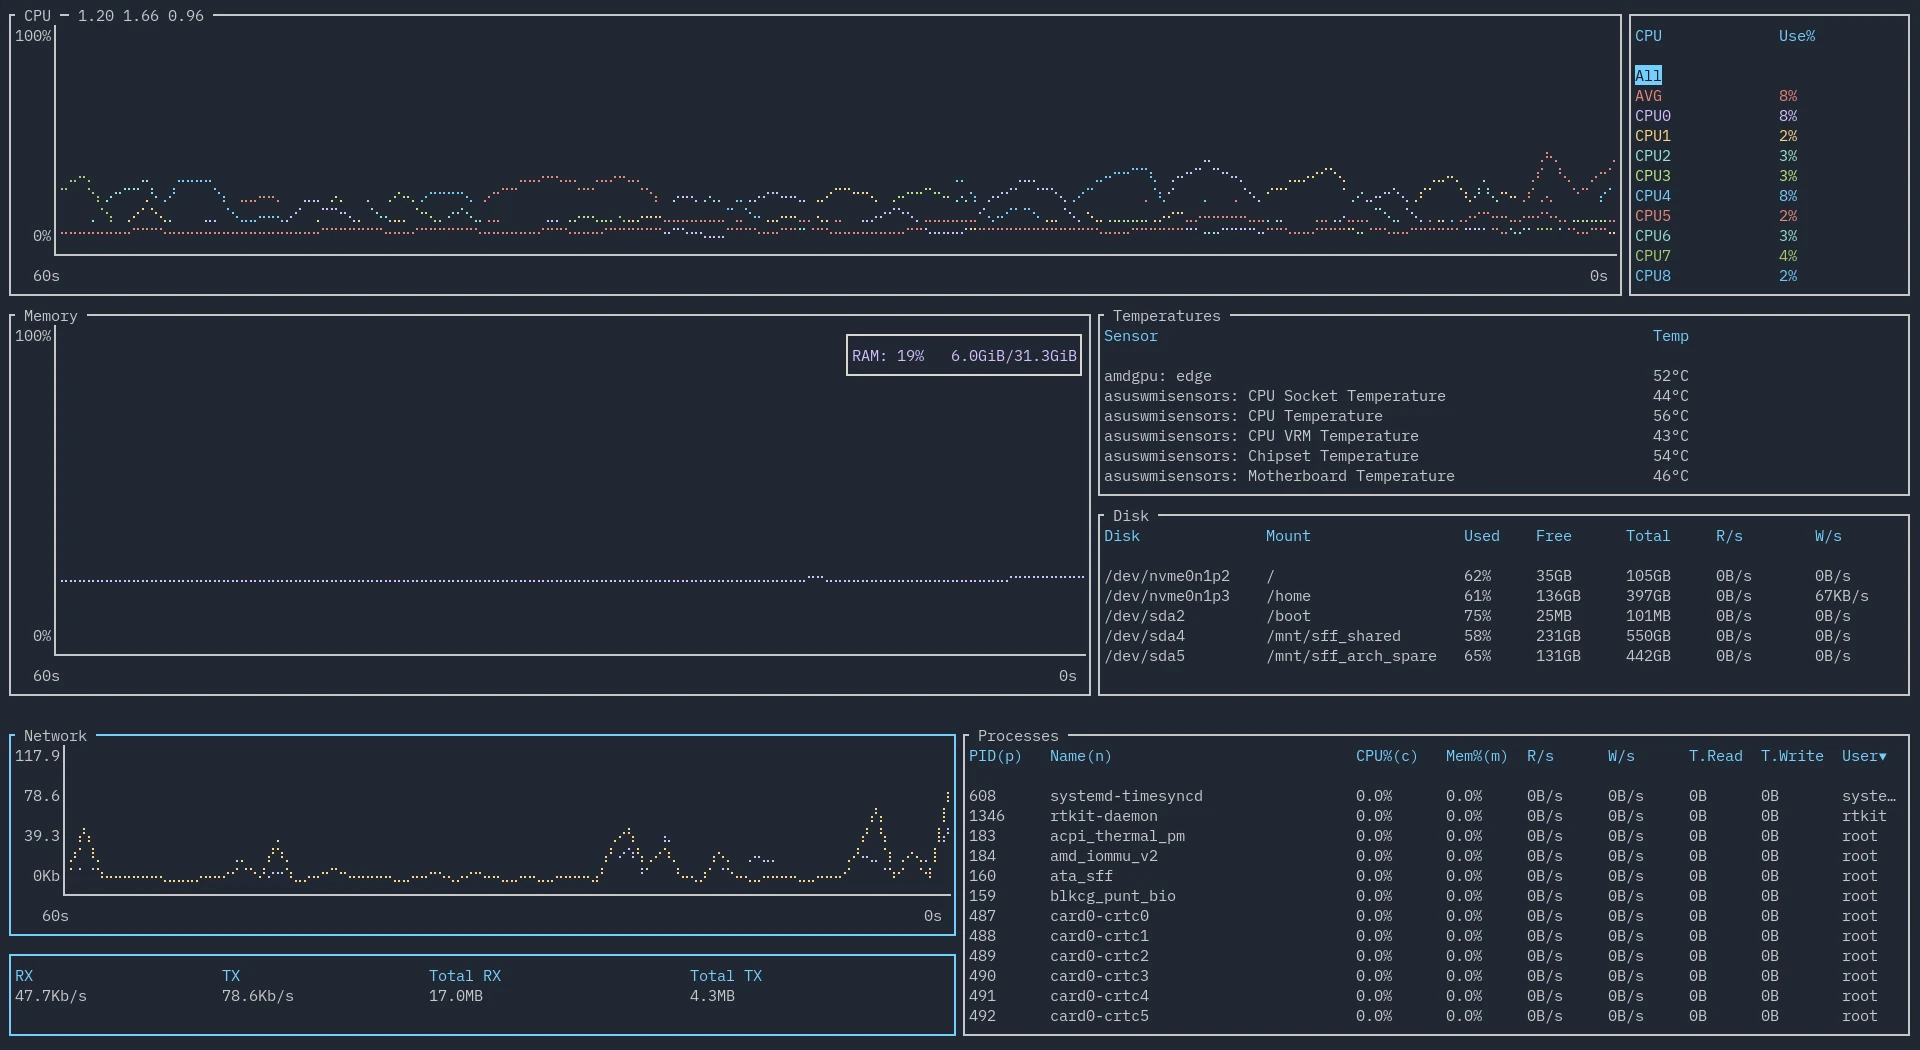 CPU — 1.20 1.66 0.96
100%
0%
60s 0s
CPU Use%
All
AVG 8%
CPU0 8%
CPU1 2%
CPU2 3%
CPU3 3%
CPU4 8%
CPU5 2%
CPU6 3%
CPU7 4%
CPU8 2%
Memory
100%
RAM: 19% 6.0GiB/31.3GiB
0%
60s 0s
Temperatures
Sensor Temp
amdgpu: edge 52°C
asuswmisensors: CPU Socket Temperature 44°C
asuswmisensors: CPU Temperature 56°C
asuswmisensors: CPU VRM Temperature 43°C
asuswmisensors: Chipset Temperature 54°C
asuswmisensors: Motherboard Temperature 46°C
Disk
Disk Mount Used Free Total R/s W/s
/dev/nvme0n1p2 / 62% 35GB 105GB 0B/s 0B/s
/dev/nvme0n1p3 /home 61% 136GB 397GB 0B/s 67KB/s
/dev/sda2 /boot 75% 25MB 101MB 0B/s 0B/s
/dev/sda4 /mnt/sff_shared 58% 231GB 550GB 0B/s 0B/s
/dev/sda5 /mnt/sff_arch_spare 65% 131GB 442GB 0B/s 0B/s
Network
117.9
78.6
39.3
0Kb
60s 0s
RX TX Total RX Total TX
47.7Kb/s 78.6Kb/s 17.0MB 4.3MB
Processes
PID(p) Name(n) CPU%(c) Mem%(m) R/s W/s T.Read T.Write User▼
608 systemd-timesyncd 0.0% 0.0% 0B/s 0B/s 0B 0B syste…
1346 rtkit-daemon 0.0% 0.0% 0B/s 0B/s 0B 0B rtkit
183 acpi_thermal_pm 0.0% 0.0% 0B/s 0B/s 0B 0B root
184 amd_iommu_v2 0.0% 0.0% 0B/s 0B/s 0B 0B root
160 ata_sff 0.0% 0.0% 0B/s 0B/s 0B 0B root
159 blkcg_punt_bio 0.0% 0.0% 0B/s 0B/s 0B 0B root
487 card0-crtc0 0.0% 0.0% 0B/s 0B/s 0B 0B root
488 card0-crtc1 0.0% 0.0% 0B/s 0B/s 0B 0B root
489 card0-crtc2 0.0% 0.0% 0B/s 0B/s 0B 0B root
490 card0-crtc3 0.0% 0.0% 0B/s 0B/s 0B 0B root
491 card0-crtc4 0.0% 0.0% 0B/s 0B/s 0B 0B root
492 card0-crtc5 0.0% 0.0% 0B/s 0B/s 0B 0B root